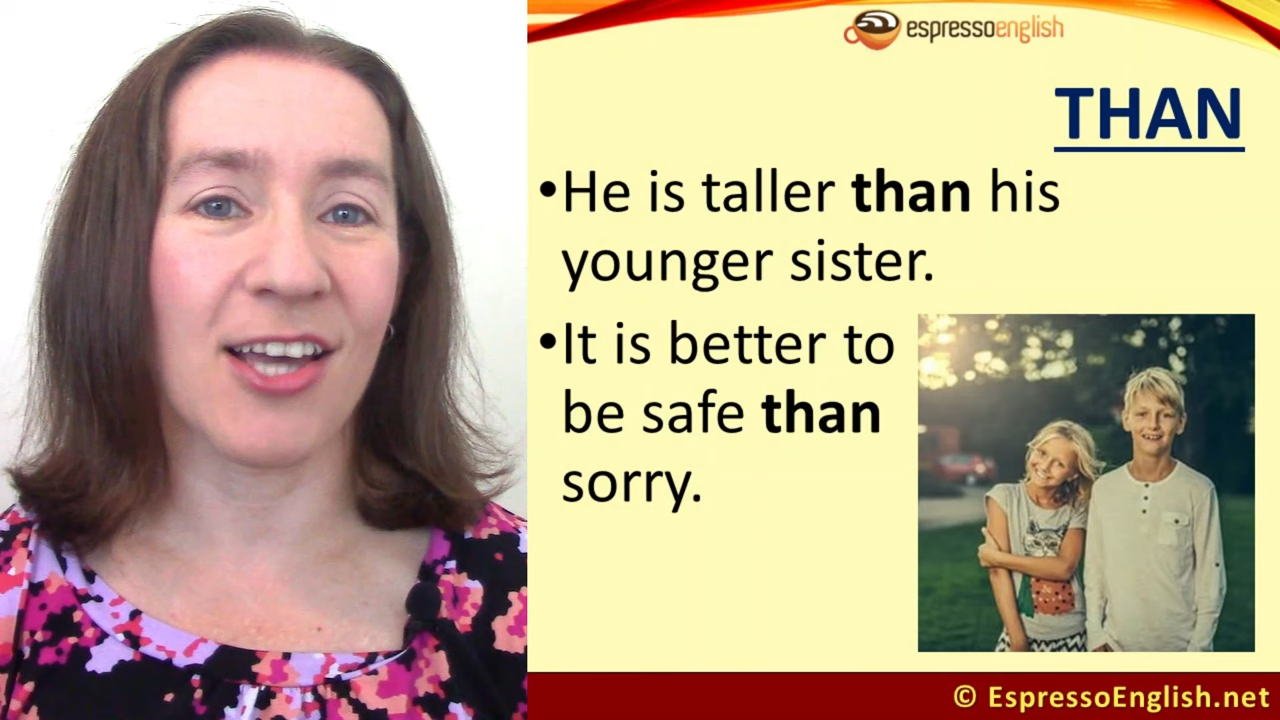 espressoenglish
THAN
•He is taller than his
younger sister.
•It is better to
be safe than
sorry.
© EspressoEnglish.net